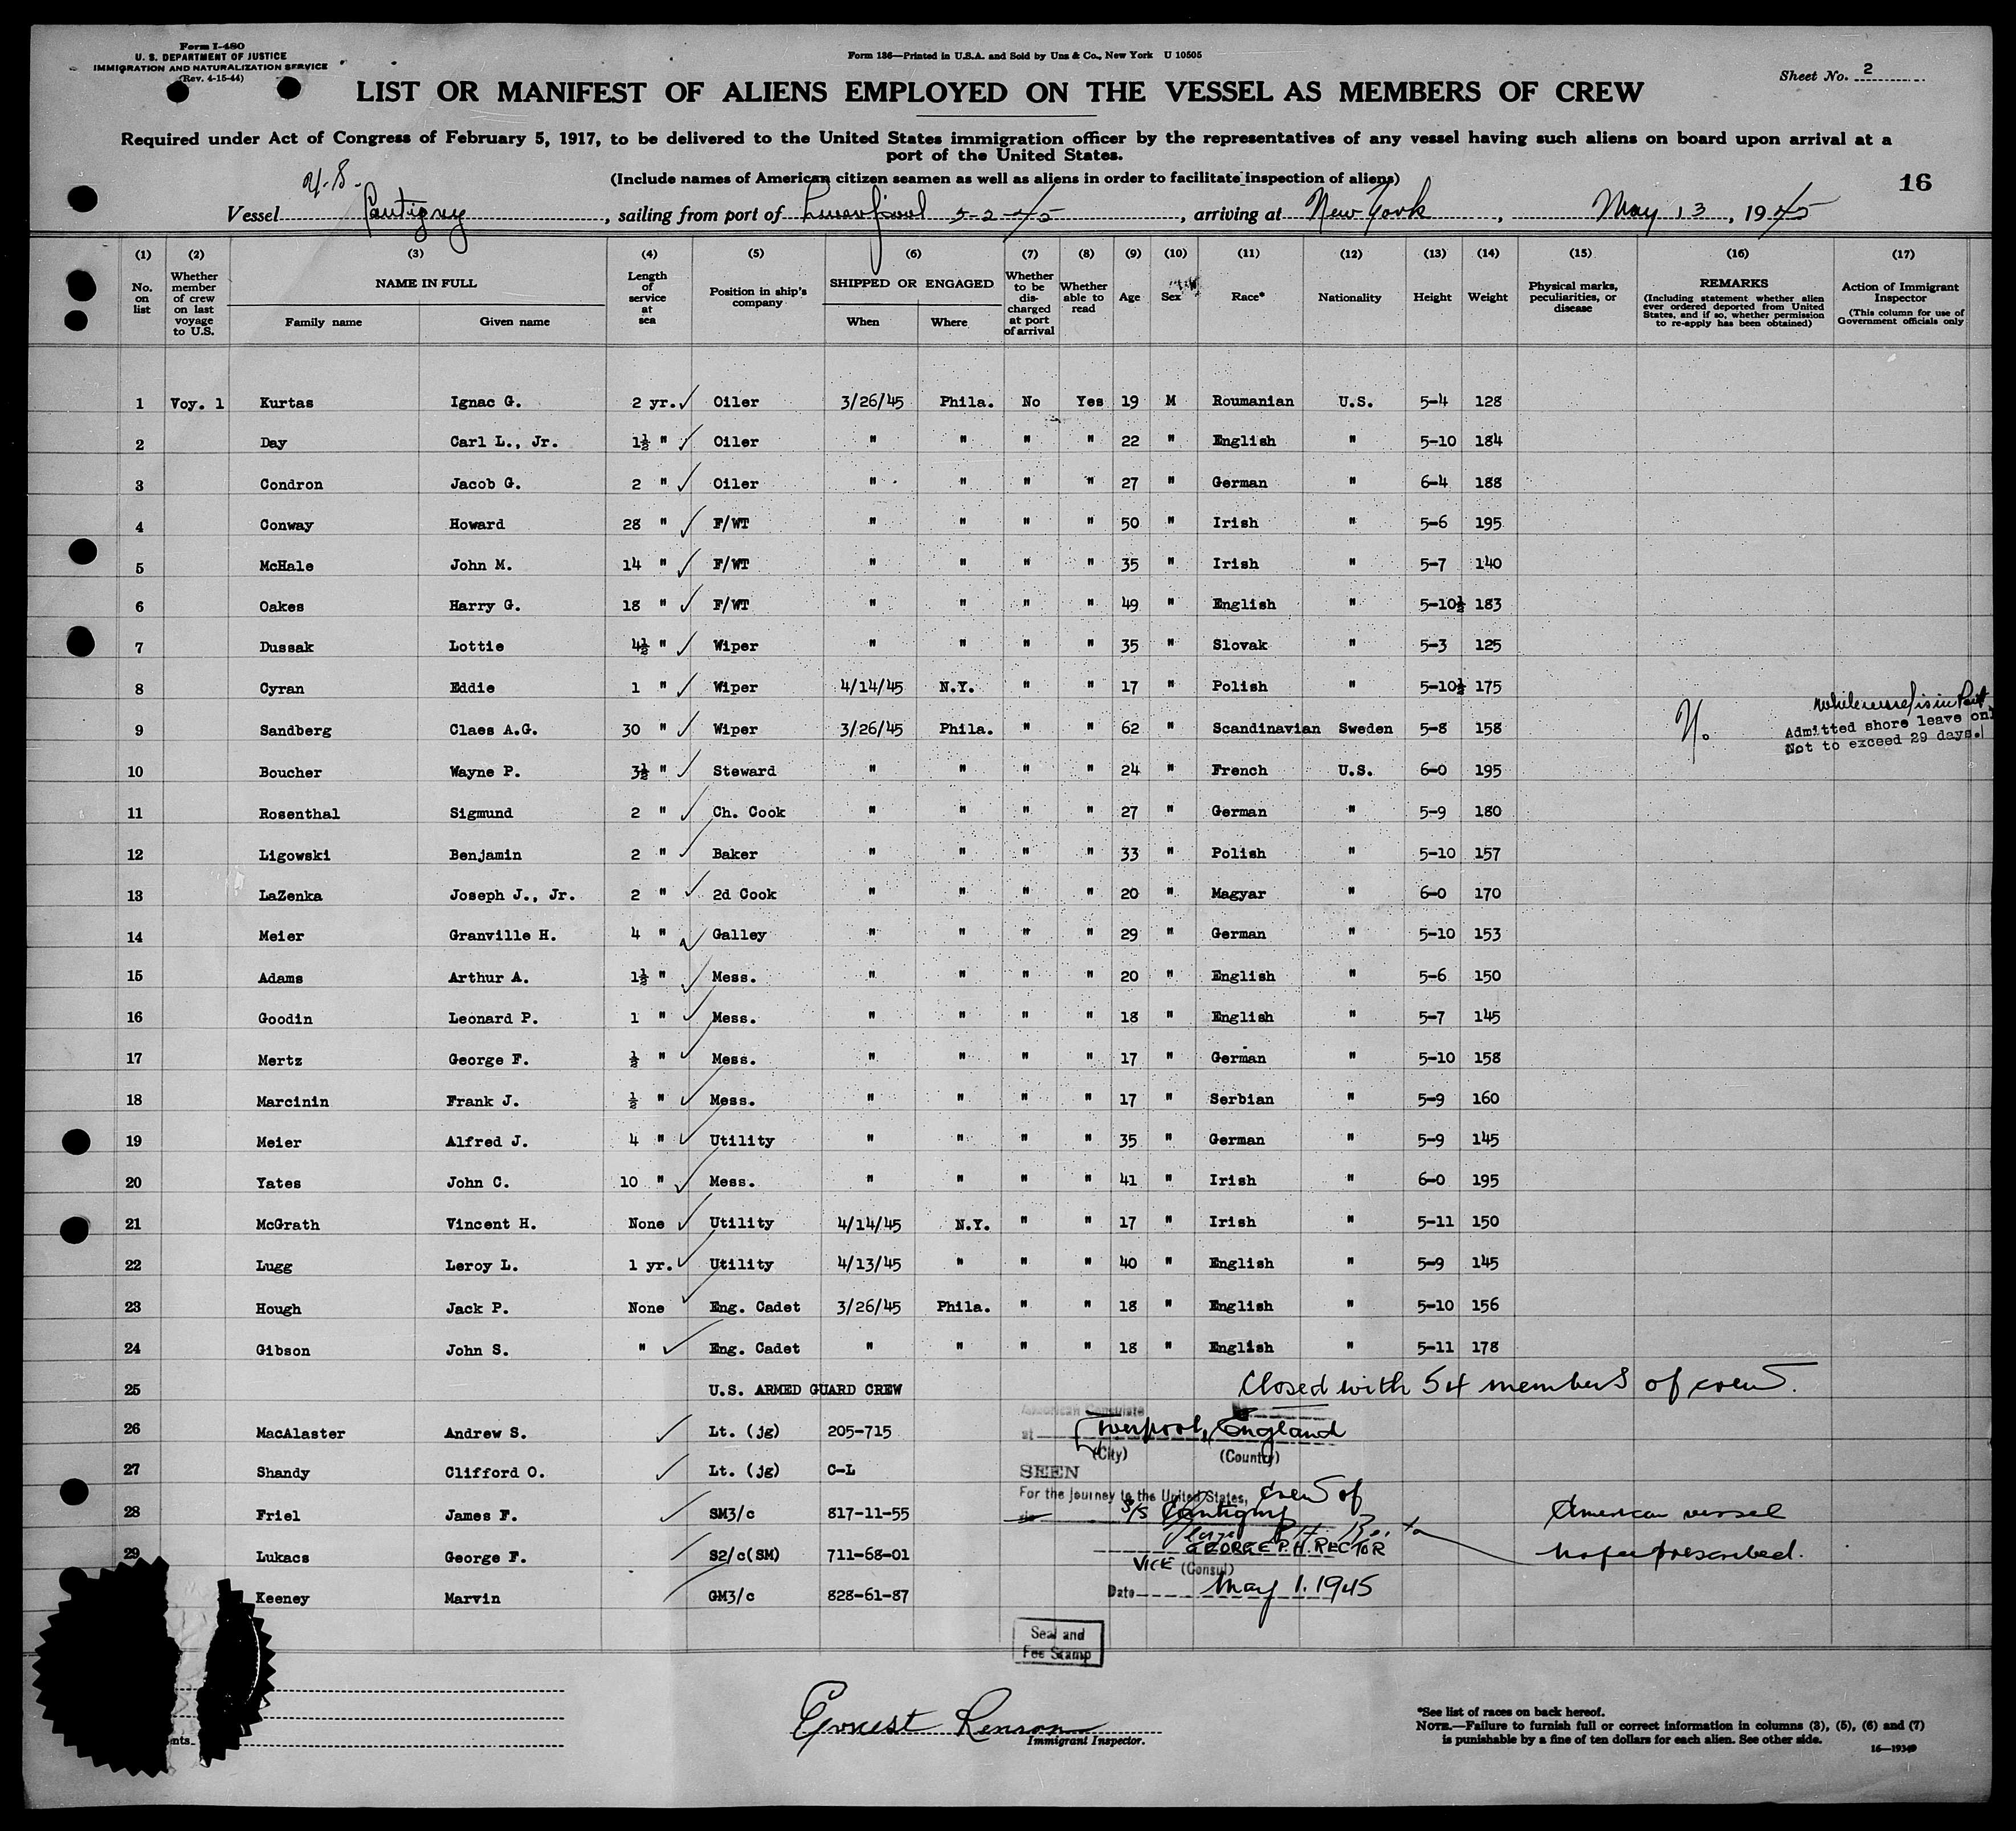 Form I-480
U. S. DEPARTMENT OF JUSTICE
IMMIGRATION AND NATURALIZATION SERVICE
(Rev. 4-15-44)
Form 136—Printed in U.S.A. and Sold by Unz & Co., New York U 10505
Sheet No. 2
LIST OR MANIFEST OF ALIENS EMPLOYED ON THE VESSEL AS MEMBERS OF CREW
Required under Act of Congress of February 5, 1917, to be delivered to the United States immigration officer by the representatives of any vessel having such aliens on board upon arrival at a
port of the United States.
(Include names of American citizen seamen as well as aliens in order to facilitate inspection of aliens)
16
Vessel Cantigny, sailing from port of Liverpool 5-2-45, arriving at New York, May 13, 1945
(1) (2) (3) (4) (5) (6) (7) (8) (9) (10) (11) (12) (13) (14) (15) (16) (17)
No. on list
Whether member of crew on last voyage to U.S.
NAME IN FULL
Family name Given name
Length of service at sea
Position in ship's company
SHIPPED OR ENGAGED
When Where
Whether to be discharged at port of arrival
Whether able to read
Age
Sex
Race*
Nationality
Height
Weight
Physical marks, peculiarities, or disease
REMARKS
(Including statement whether alien ever ordered deported from United States, and if so, whether permission to re-apply has been obtained)
Action of Immigrant Inspector
(This column for use of Government officials only
1 Voy. 1 Kurtas Ignac G. 2 yr. Oiler 3/26/45 Phila. No Yes 19 M Roumanian U.S. 5-4 128
2 Day Carl L., Jr. 1½ " Oiler " " " " 22 " English " 5-10 184
3 Condron Jacob G. 2 " Oiler " " " " 27 " German " 6-4 188
4 Conway Howard 28 " F/WT " " " " 50 " Irish " 5-6 195
5 McHale John M. 14 " F/WT " " " " 35 " Irish " 5-7 140
6 Oakes Harry G. 18 " F/WT " " " " 49 " English " 5-10½ 183
7 Dussak Lottie 4½ " Wiper " " " " 35 " Slovak " 5-3 125
8 Cyran Eddie 1 " Wiper 4/14/45 N.Y. " " 17 " Polish " 5-10½ 175
while vessel is in Port
9 Sandberg Claes A.G. 30 " Wiper 3/26/45 Phila. " " 62 " Scandinavian Sweden 5-8 158 Admitted shore leave on
Not to exceed 29 days.
10 Boucher Wayne P. 3½ " Steward " " " " 24 " French U.S. 6-0 195
11 Rosenthal Sigmund 2 " Ch. Cook " " " " 27 " German " 5-9 180
12 Ligowski Benjamin 2 " Baker " " " " 33 " Polish " 5-10 157
13 LaZenka Joseph J., Jr. 2 " 2d Cook " " " " 20 " Magyar " 6-0 170
14 Meier Granville H. 4 " Galley " " " " 29 " German " 5-10 153
15 Adams Arthur A. 1½ " Mess. " " " " 20 " English " 5-6 150
16 Goodin Leonard P. 1 " Mess. " " " " 18 " English " 5-7 145
17 Mertz George F. ½ " Mess. " " " " 17 " German " 5-10 158
18 Marcinin Frank J. ½ " Mess. " " " " 17 " Serbian " 5-9 160
19 Meier Alfred J. 4 " Utility " " " " 35 " German " 5-9 145
20 Yates John C. 10 " Mess. " " " " 41 " Irish " 6-0 195
21 McGrath Vincent H. None Utility 4/14/45 N.Y. " " 17 " Irish " 5-11 150
22 Lugg Leroy L. 1 yr. Utility 4/13/45 " " " 40 " English " 5-9 145
23 Hough Jack P. None Eng. Cadet 3/26/45 Phila. " " 18 " English " 5-10 156
24 Gibson John S. " Eng. Cadet " " " " 18 " English " 5-11 178
25 U.S. ARMED GUARD CREW Closed with 54 members of crew.
American Consulate
26 MacAlaster Andrew S. Lt. (jg) 205-715 at Liverpool, England
(City) (Country)
27 Shandy Clifford O. Lt. (jg) C-L SEEN
For the journey to the United States, crew of
28 Friel James F. SM3/c 817-11-55 S/S Cantigny American vessel
GEORGE P.H. RECTOR
29 Lukacs George F. S2/c(SM) 711-68-01 No fee prescribed.
VICE (Consul)
Keeney Marvin GM3/c 828-61-87 Date May 1. 1945
Seal and
Fee Stamp
Ernest
Immigrant Inspector.
nts.
*See list of races on back hereof.
NOTE.—Failure to furnish full or correct information in columns (3), (5), (6) and (7)
is punishable by a fine of ten dollars for each alien. See other side.